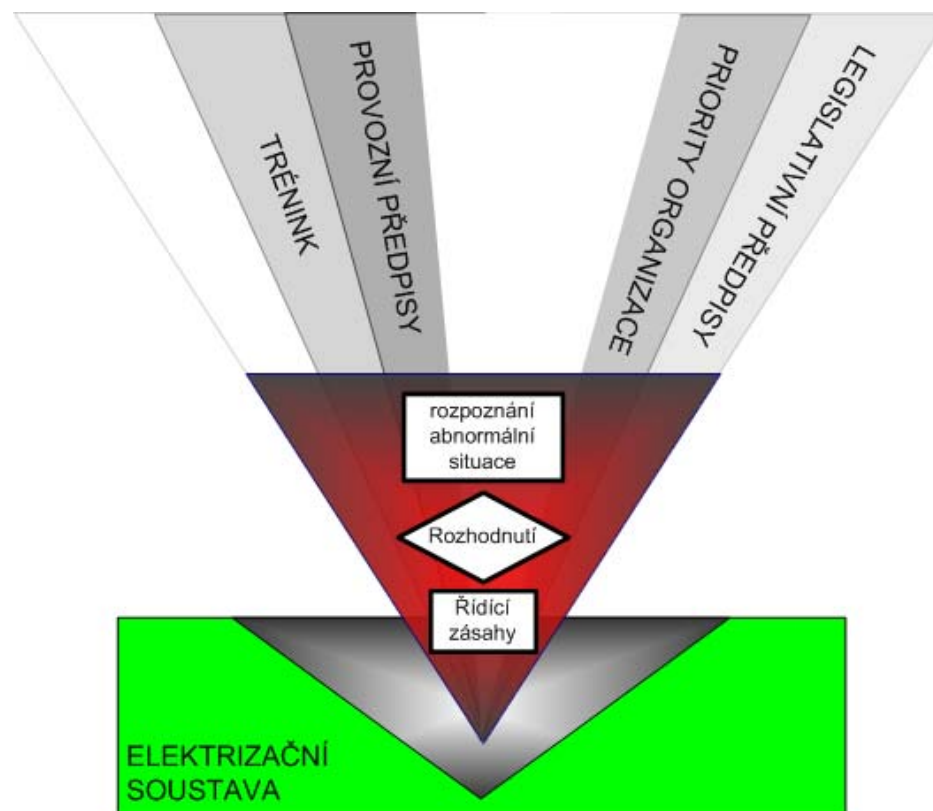 TRÉNINK
PROVOZNÍ PŘEDPISY
PRIORITY ORGANIZACE
LEGISLATIVNÍ PŘEDPISY
rozpoznání
abnormální
situace
Rozhodnutí
Řídící
zásahy
ELEKTRIZAČNÍ
SOUSTAVA